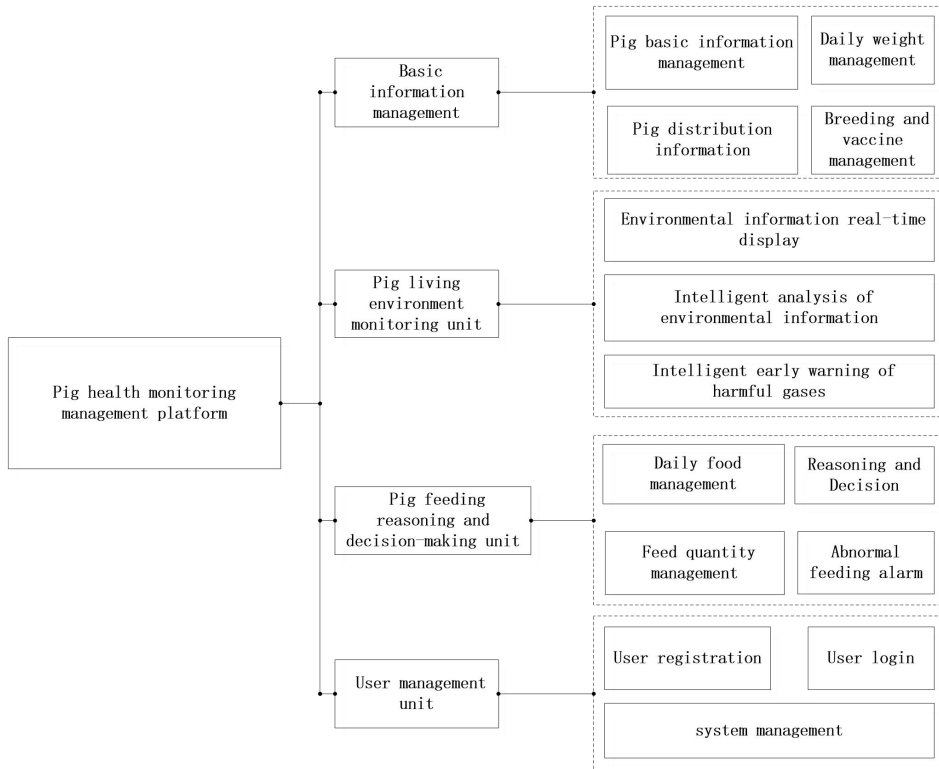 Pig health monitoring
management platform
Basic
information
management
Pig basic information
management
Daily weight
management
Pig distribution
information
Breeding and
vaccine
management
Pig living
environment
monitoring unit
Environmental information real-time
display
Intelligent analysis of
environmental information
Intelligent early warning of
harmful gases
Pig feeding
reasoning and
decision-making unit
Daily food
management
Reasoning and
Decision
Feed quantity
management
Abnormal
feeding alarm
User management
unit
User registration
User login
system management